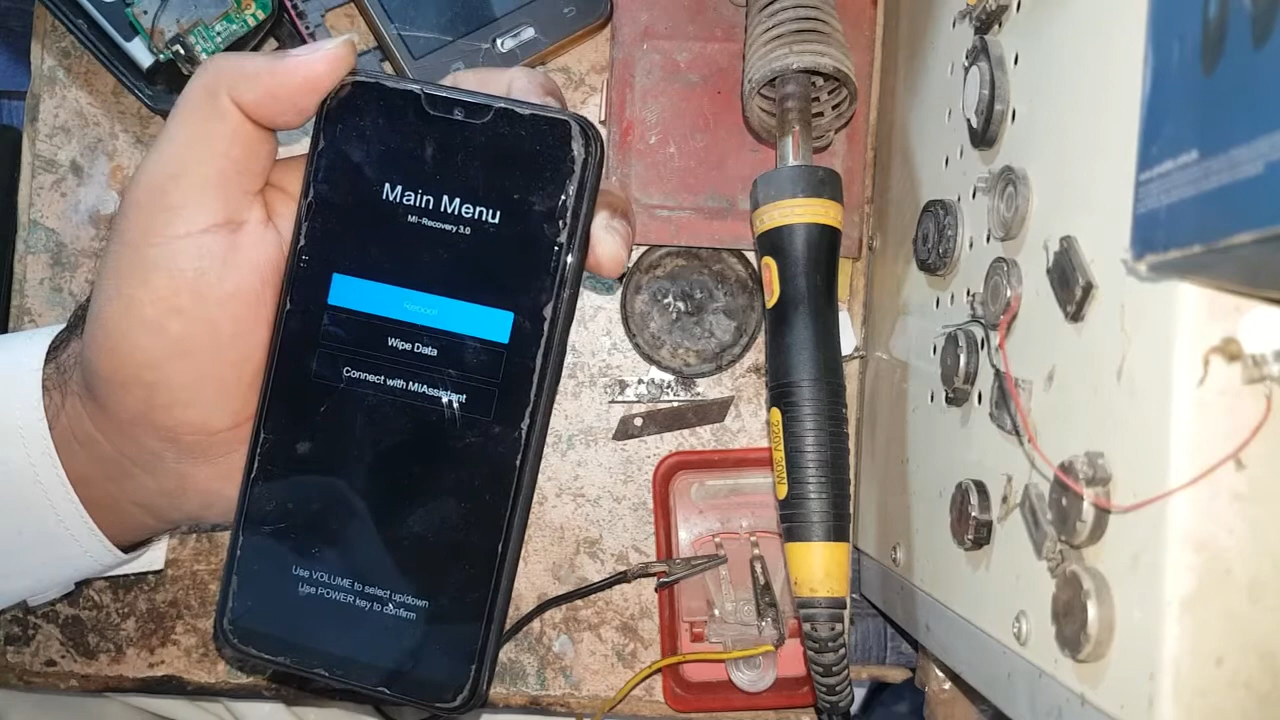 Main Menu
MI-Recovery 3.0
Reboot
Wipe Data
Connect with MIAssistant
Use VOLUME to select up/down
Use POWER key to confirm
220V 30W